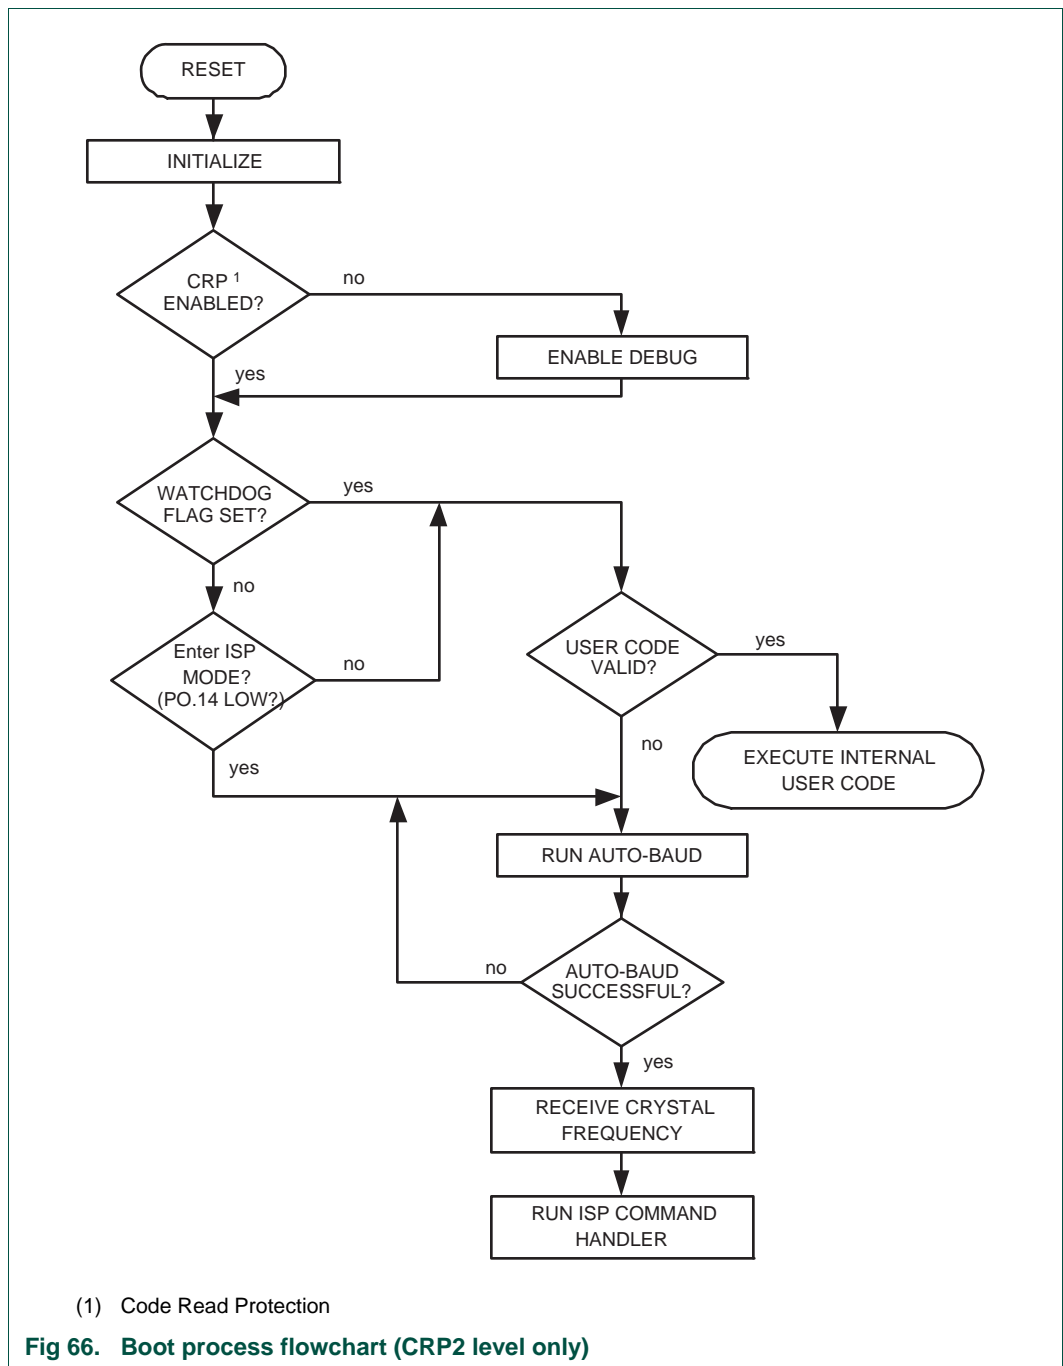 RESET
INITIALIZE
CRP 1
ENABLED?
no
ENABLE DEBUG
yes
WATCHDOG
FLAG SET?
yes
no
Enter ISP
MODE?
(PO.14 LOW?)
no
USER CODE
VALID?
yes
no
EXECUTE INTERNAL
USER CODE
yes
RUN AUTO-BAUD
AUTO-BAUD
SUCCESSFUL?
no
yes
RECEIVE CRYSTAL
FREQUENCY
RUN ISP COMMAND
HANDLER
(1) Code Read Protection
Fig 66. Boot process flowchart (CRP2 level only)